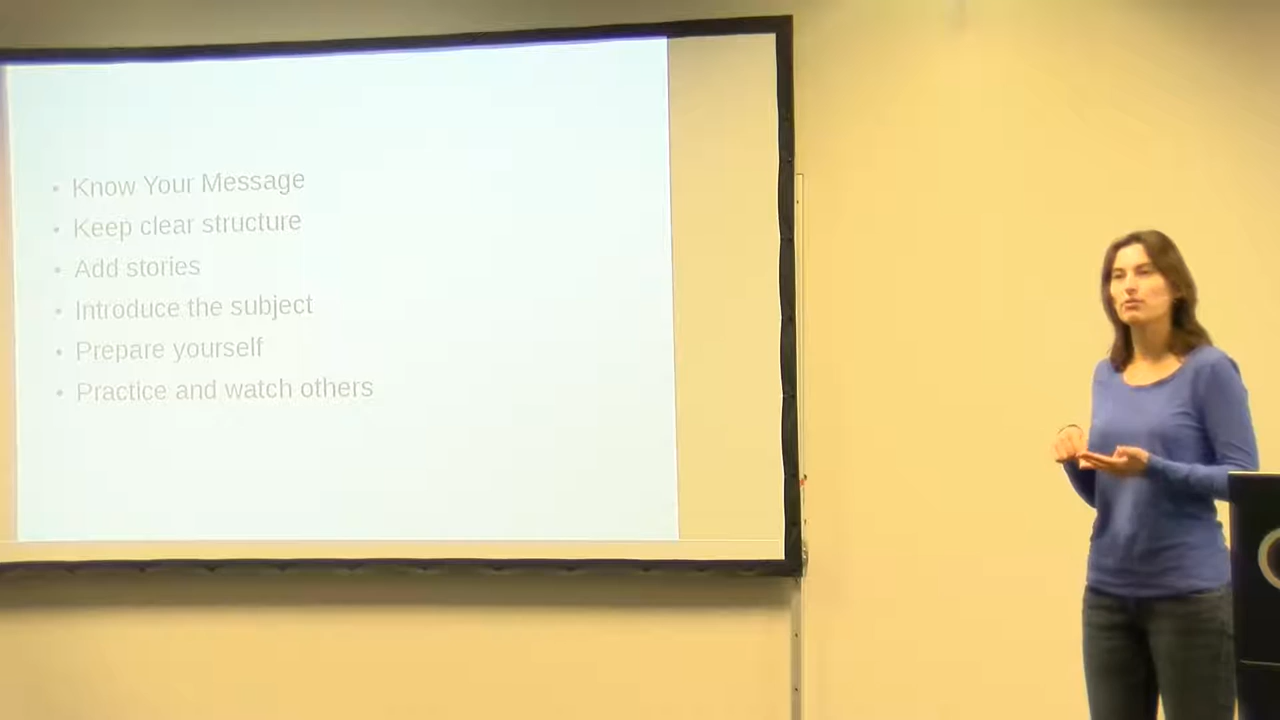 • Know Your Message
• Keep clear structure
• Add stories
• Introduce the subject
• Prepare yourself
• Practice and watch others